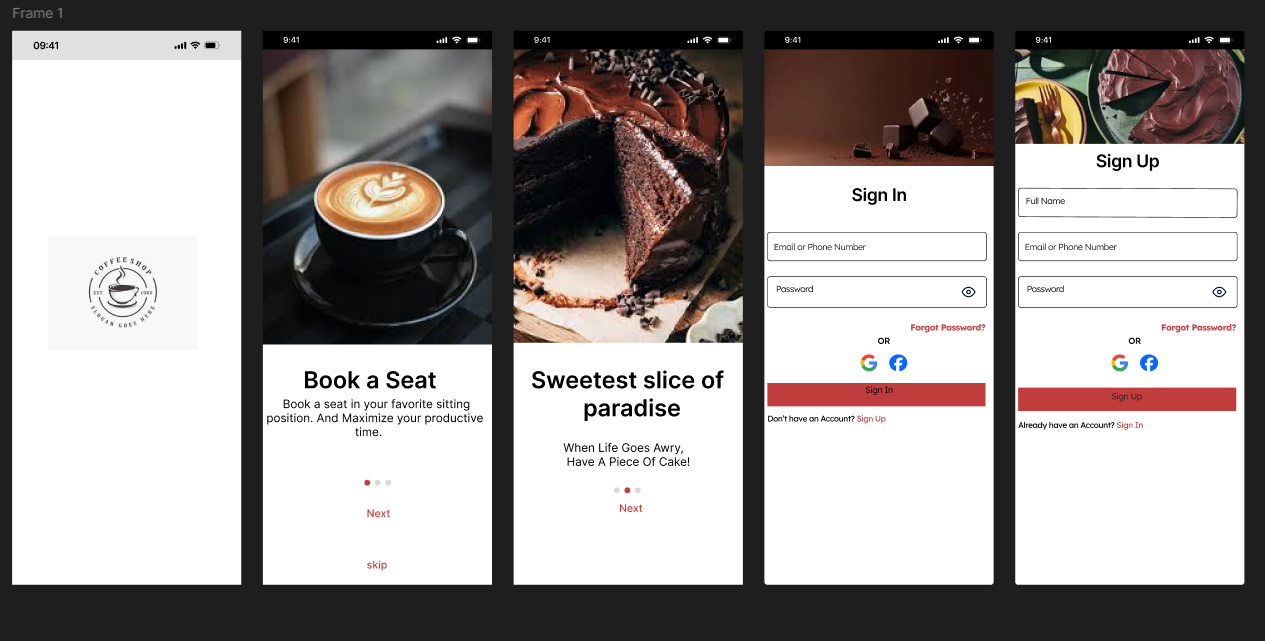 Frame 1
09:41
COFFEE SHOP
EST.
1986
SLOGAN GOES HERE
9:41
Book a Seat
Book a seat in your favorite sitting
position. And Maximize your productive
time.
Next
skip
9:41
Sweetest slice of
paradise
When Life Goes Awry,
Have A Piece Of Cake!
Next
9:41
Sign In
Email or Phone Number
Password
Forgot Password?
OR
Sign In
Don't have an Account? Sign Up
9:41
Sign Up
Full Name
Email or Phone Number
Password
Forgot Password?
OR
Sign Up
Already have an Account? Sign In